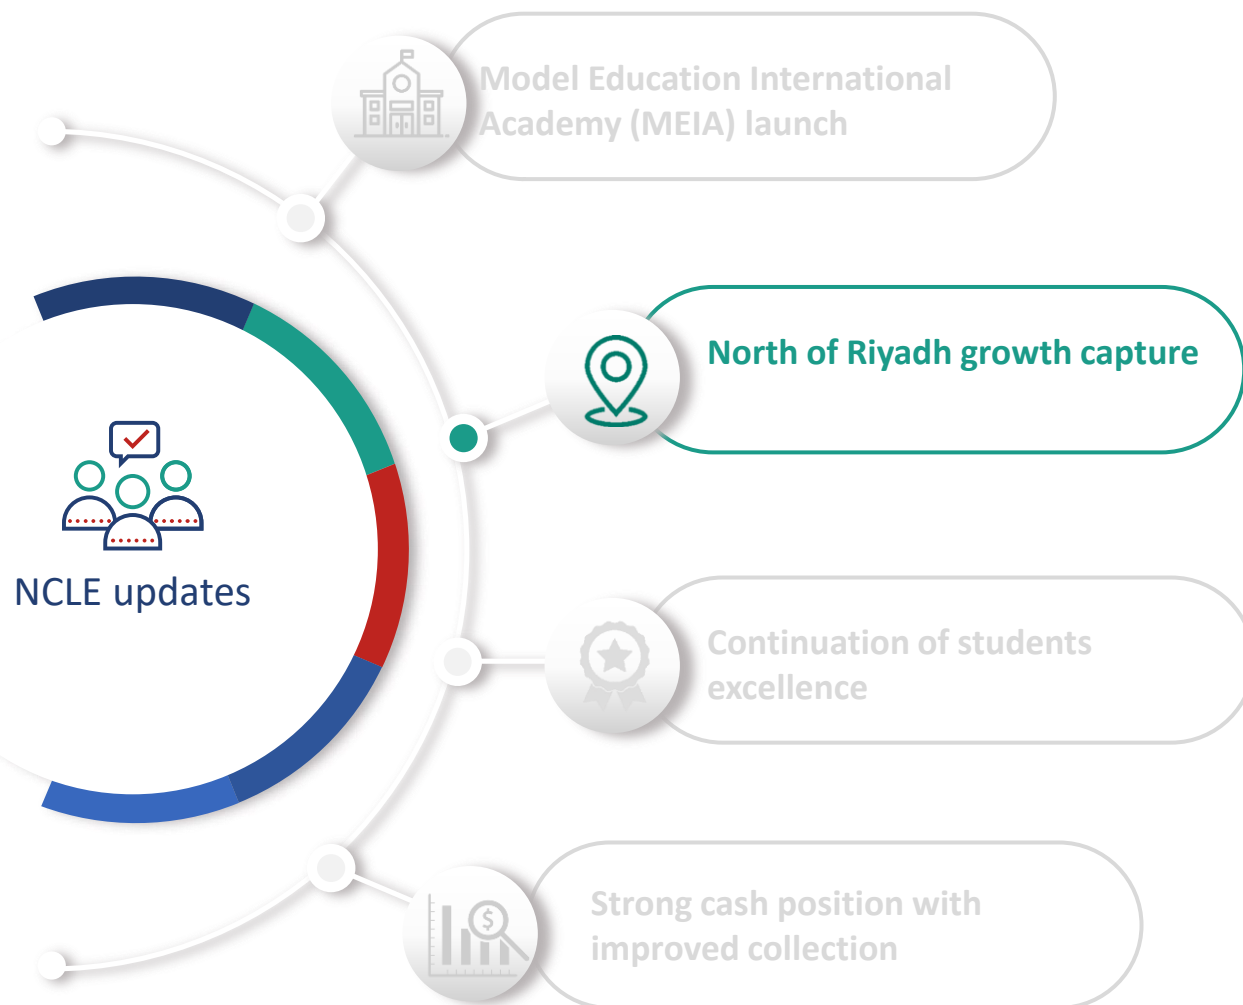 Model Education International
Academy (MEIA) launch
North of Riyadh growth capture
NCLE updates
Continuation of students
excellence
Strong cash position with
improved collection
$